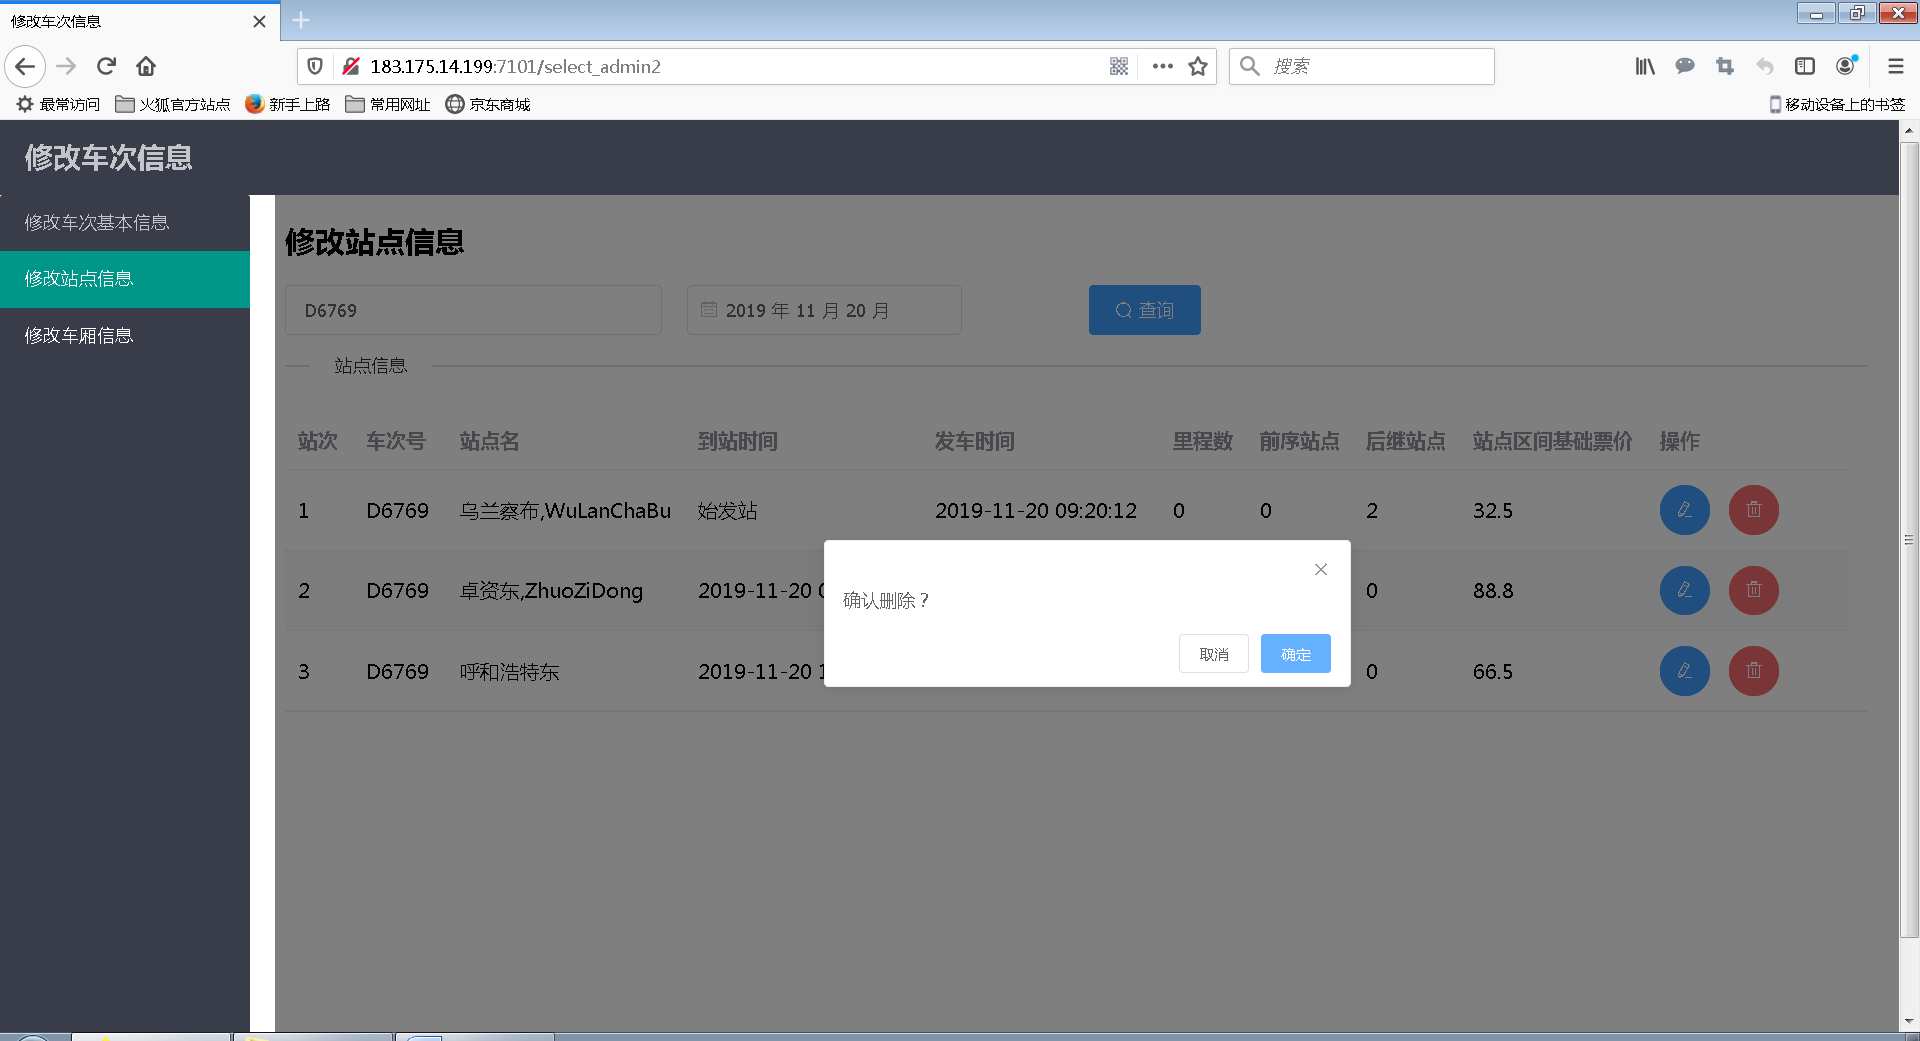 修改车次信息
183.175.14.199:7101/select_admin2
搜索
最常访问 火狐官方站点 新手上路 常用网址 京东商城 移动设备上的书签
修改车次信息
修改车次基本信息
修改站点信息
修改车厢信息
修改站点信息
D6769 2019 年 11 月 20 月 查询
站点信息
站次 车次号 站点名 到站时间 发车时间 里程数 前序站点 后继站点 站点区间基础票价 操作
1 D6769 乌兰察布,WuLanChaBu 始发站 2019-11-20 09:20:12 0 0 2 32.5
2 D6769 卓资东,ZhuoZiDong 2019-11-20 0 88.8
3 D6769 呼和浩特东 2019-11-20 1 0 66.5
确认删除？
取消 确定